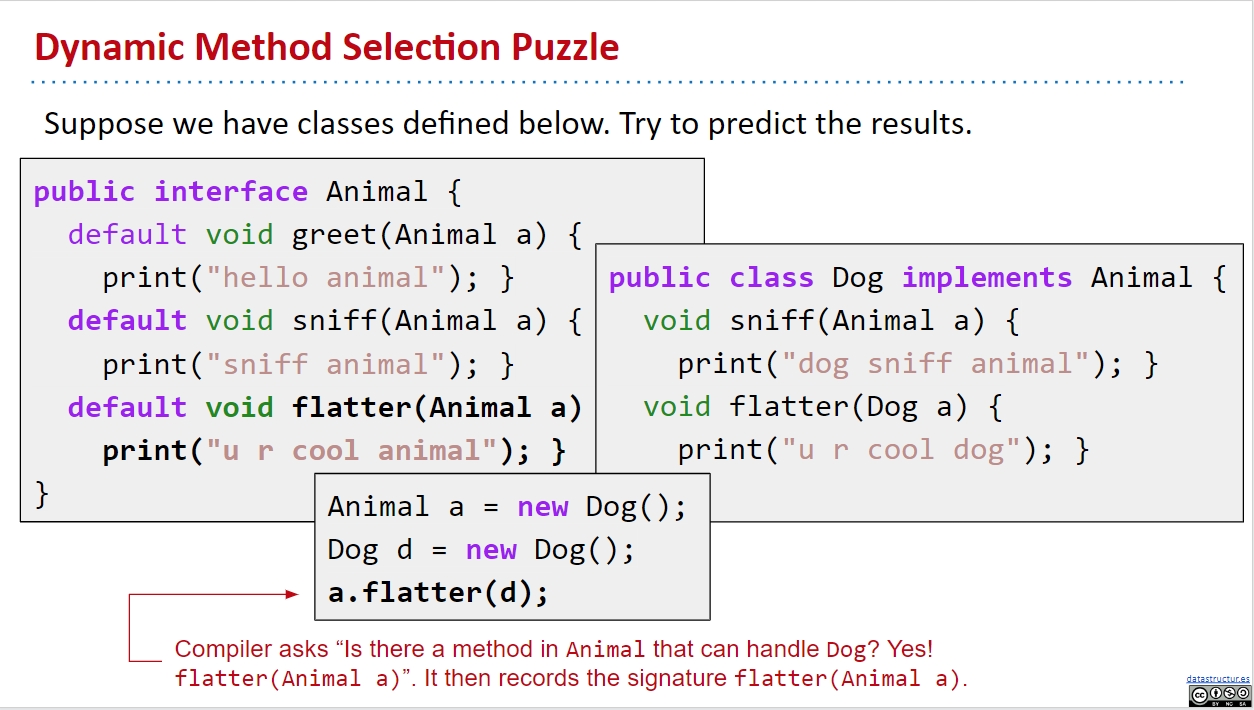 Dynamic Method Selection Puzzle
Suppose we have classes defined below. Try to predict the results.
public interface Animal {
default void greet(Animal a) {
print("hello animal"); }
default void sniff(Animal a) {
print("sniff animal"); }
default void flatter(Animal a)
print("u r cool animal"); }
}
public class Dog implements Animal {
void sniff(Animal a) {
print("dog sniff animal"); }
void flatter(Dog a) {
print("u r cool dog"); }
Animal a = new Dog();
Dog d = new Dog();
a.flatter(d);
Compiler asks “Is there a method in Animal that can handle Dog? Yes!
flatter(Animal a)”. It then records the signature flatter(Animal a).
datastructur.es
CC
BY NC SA